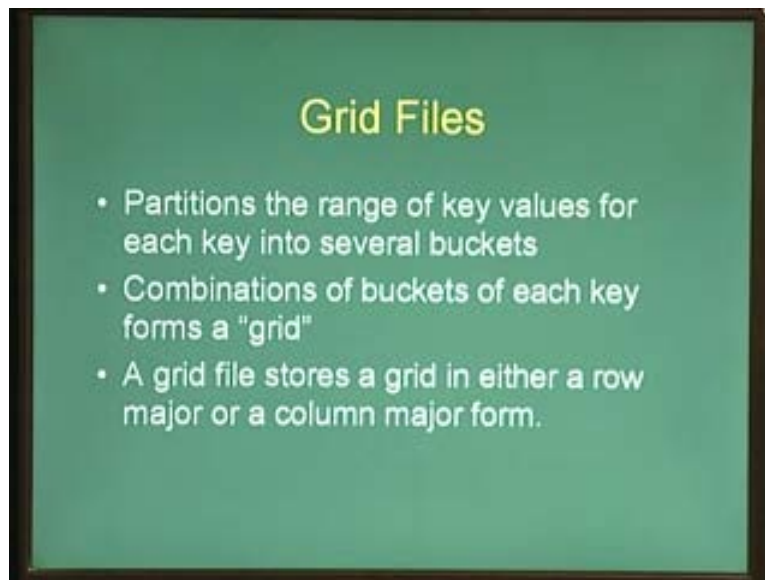 Grid Files
• Partitions the range of key values for
each key into several buckets
• Combinations of buckets of each key
forms a “grid”
• A grid file stores a grid in either a row
major or a column major form.